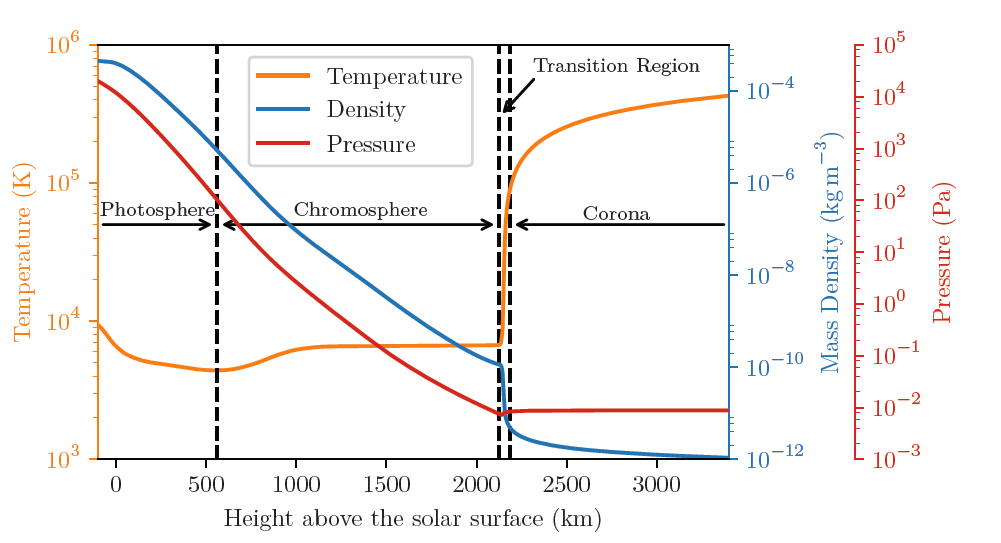 Temperature
Density
Pressure
Transition Region
Photosphere
Chromosphere
Corona
10^6
10^5
10^4
10^3
Temperature (K)
10^−4
10^−6
10^−8
10^−10
10^−12
Mass Density (kg m^−3)
10^5
10^4
10^3
10^2
10^1
10^0
10^−1
10^−2
10^−3
Pressure (Pa)
0 500 1000 1500 2000 2500 3000
Height above the solar surface (km)